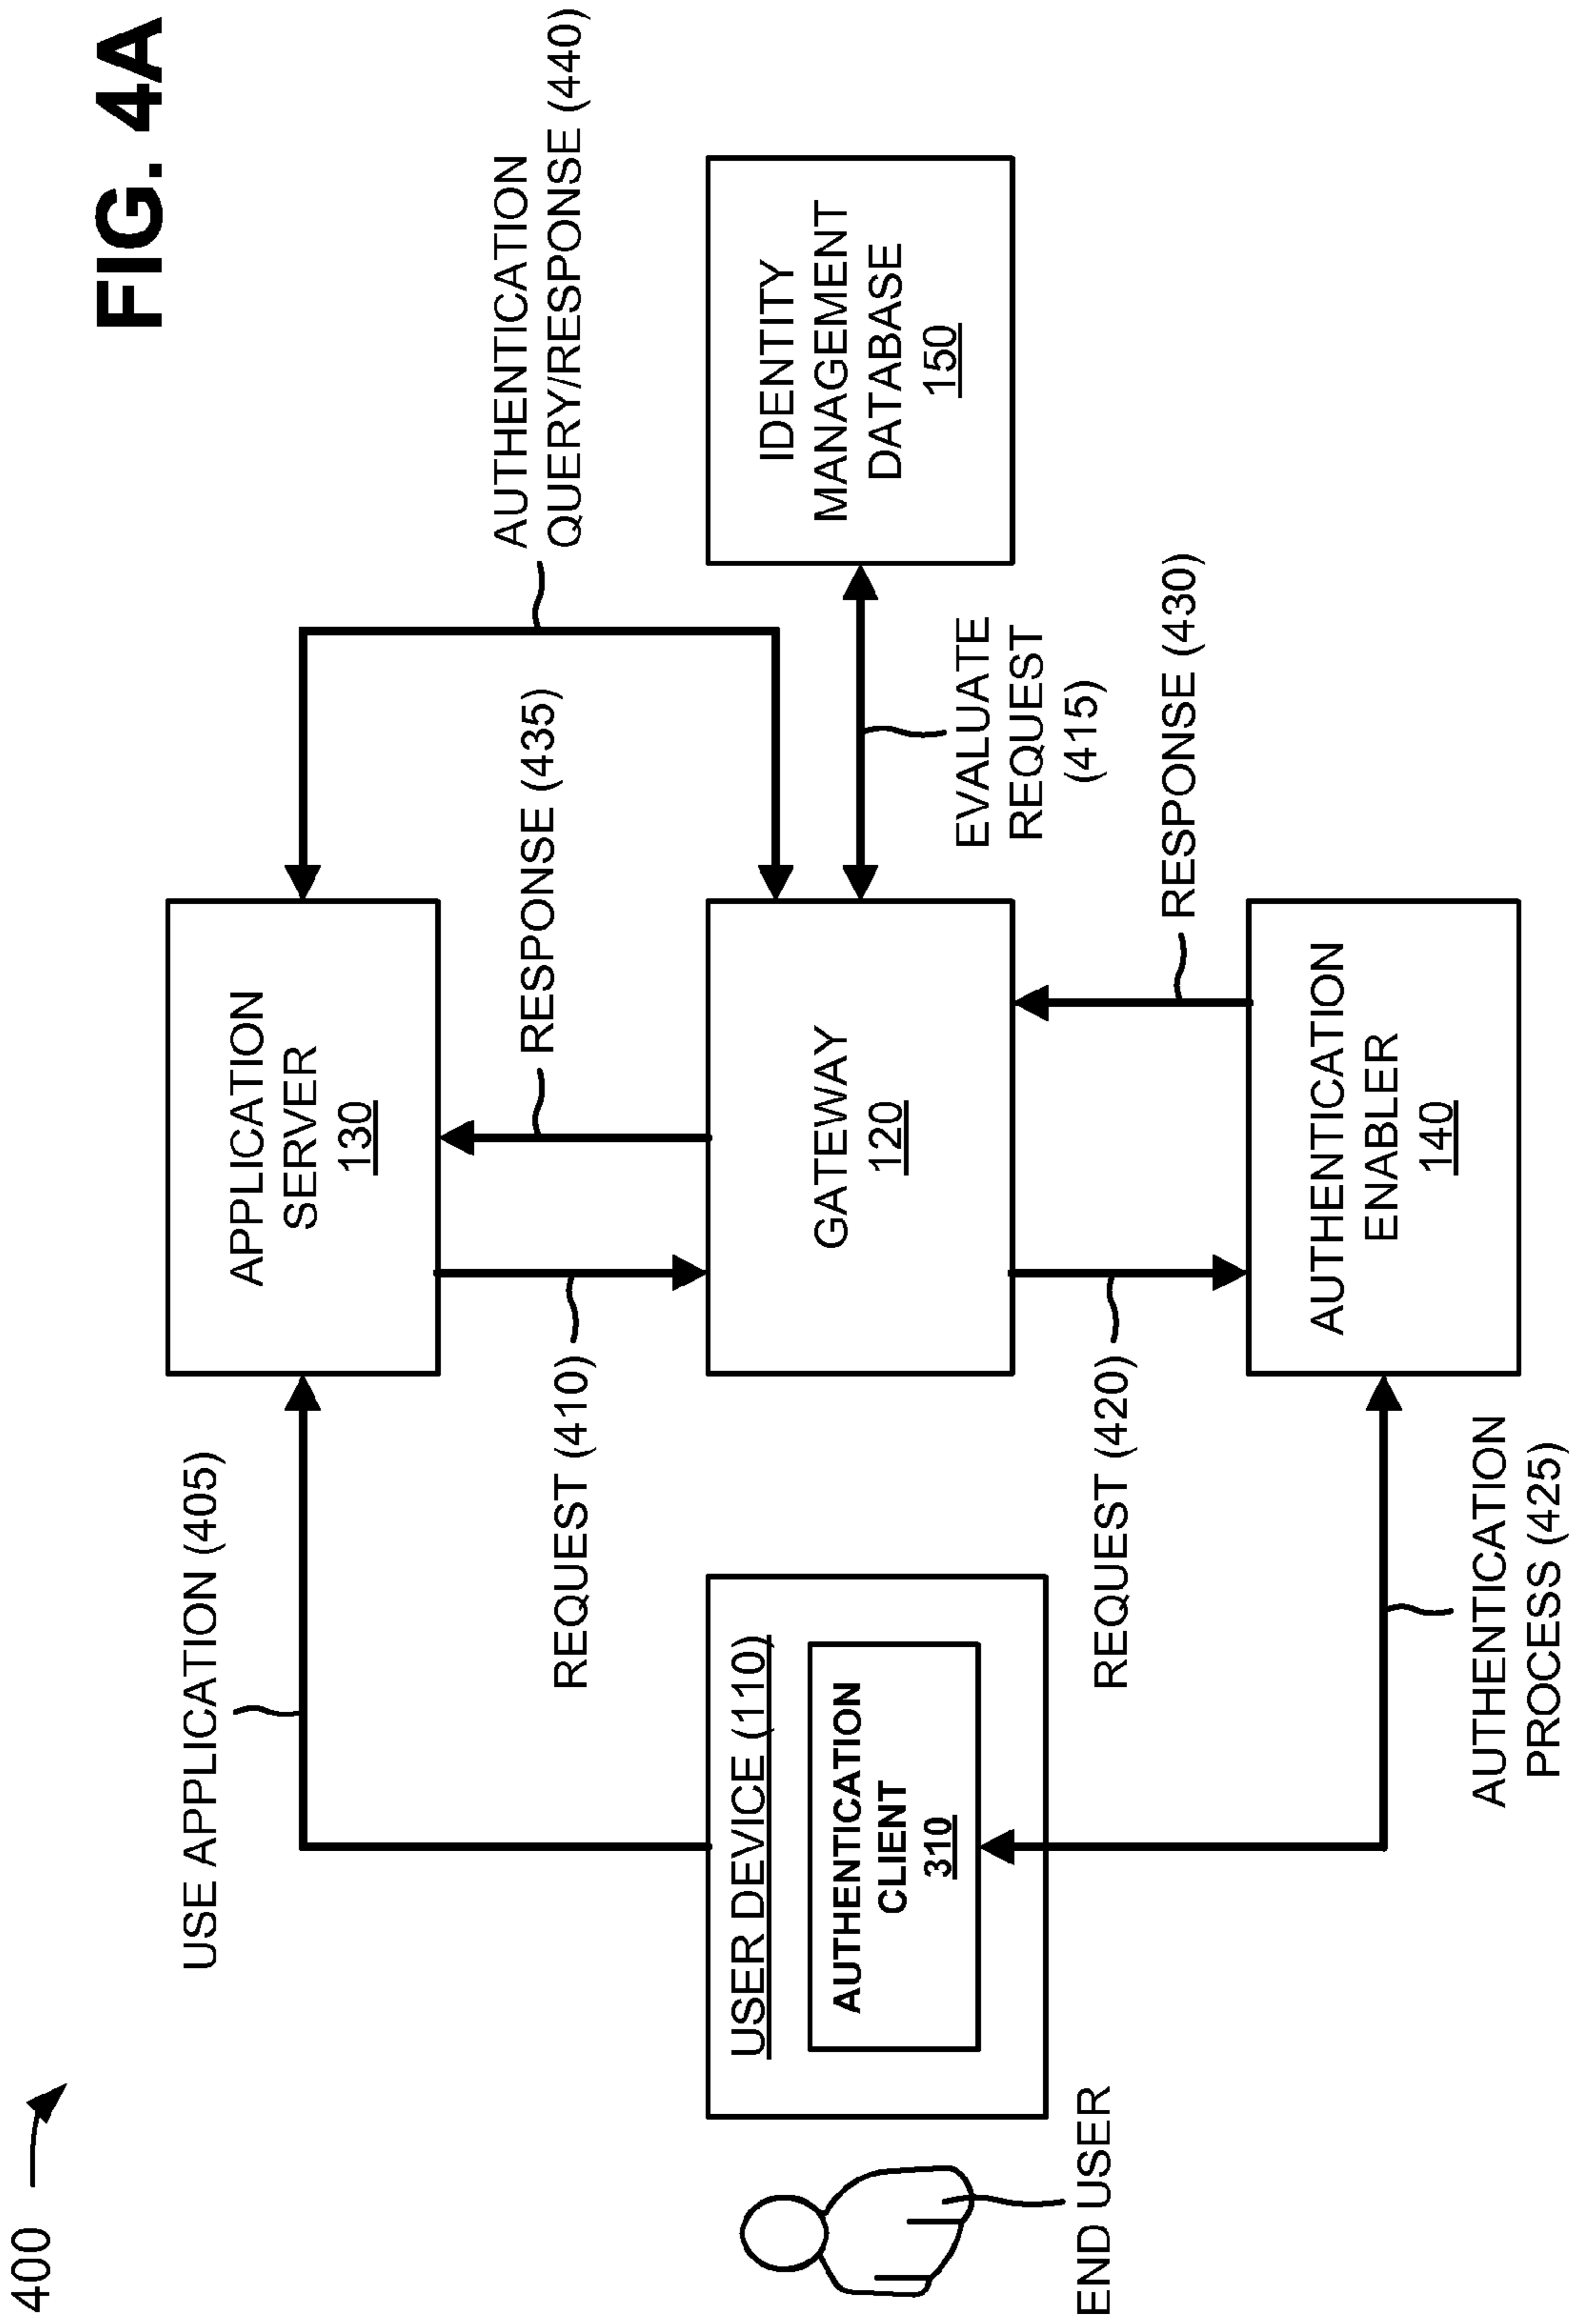 FIG. 4A
400
USE APPLICATION (405)
APPLICATION
SERVER
130
AUTHENTICATION
QUERY/RESPONSE (440)
REQUEST (410)
RESPONSE (435)
END USER
USER DEVICE (110)
AUTHENTICATION
CLIENT
310
GATEWAY
120
IDENTITY
MANAGEMENT
DATABASE
150
EVALUATE
REQUEST
(415)
REQUEST (420)
RESPONSE (430)
AUTHENTICATION
ENABLER
140
AUTHENTICATION
PROCESS (425)